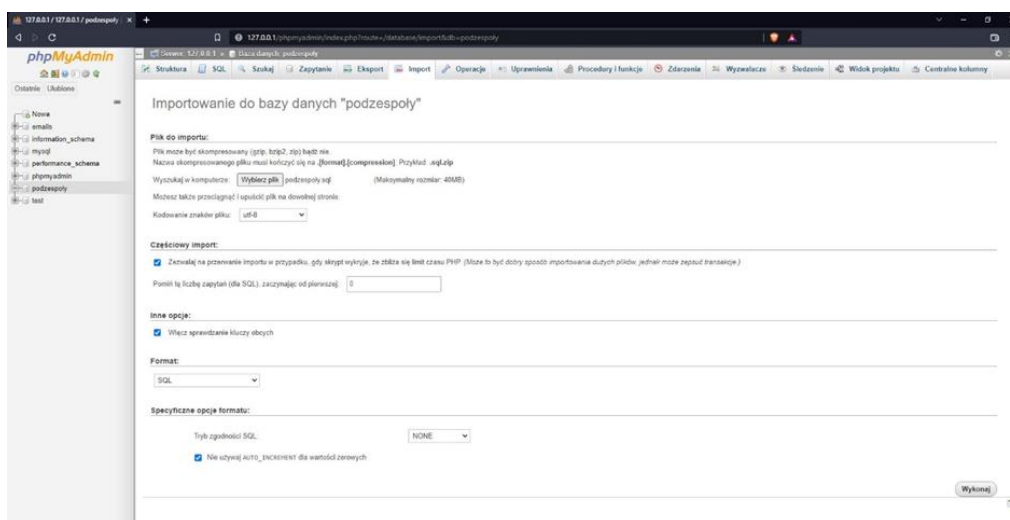 127.0.0.1 / 127.0.0.1 / podzespoły
127.0.0.1/phpmyadmin/index.php?route=/database/import&db=podzespoly
phpMyAdmin
Ostatnie Ulubione
Nowa
emails
information_schema
mysql
performance_schema
phpmyadmin
podzespoly
test
Serwer: 127.0.0.1 » Baza danych: podzespoly
Struktura SQL Szukaj Zapytanie Eksport Import Operacje Uprawnienia Procedury i funkcje Zdarzenia Wyzwalacze Śledzenie Widok projektu Centralne kolumny
Importowanie do bazy danych "podzespoły"
Plik do importu:
Plik może być skompresowany (gzip, bzip2, zip) bądź nie.
Nazwa skompresowanego pliku musi kończyć się na .[format].[compression]. Przykład: .sql.zip
Wyszukaj w komputerze: Wybierz plik podzespoly.sql (Maksymalny rozmiar: 40MB)
Możesz także przeciągnąć i upuścić plik na dowolnej stronie.
Kodowanie znaków pliku: utf-8
Częściowy import:
Zezwalaj na przerwanie importu w przypadku, gdy skrypt wykryje, że zbliża się limit czasu PHP. (Może to być dobry sposób importowania dużych plików, jednak może zepsuć transakcje.)
Pomiń tę liczbę zapytań (dla SQL), zaczynając od pierwszej: 0
Inne opcje:
Włącz sprawdzanie kluczy obcych
Format:
SQL
Specyficzne opcje formatu:
Tryb zgodności SQL: NONE
Nie używaj AUTO_INCREMENT dla wartości zerowych
Wykonaj